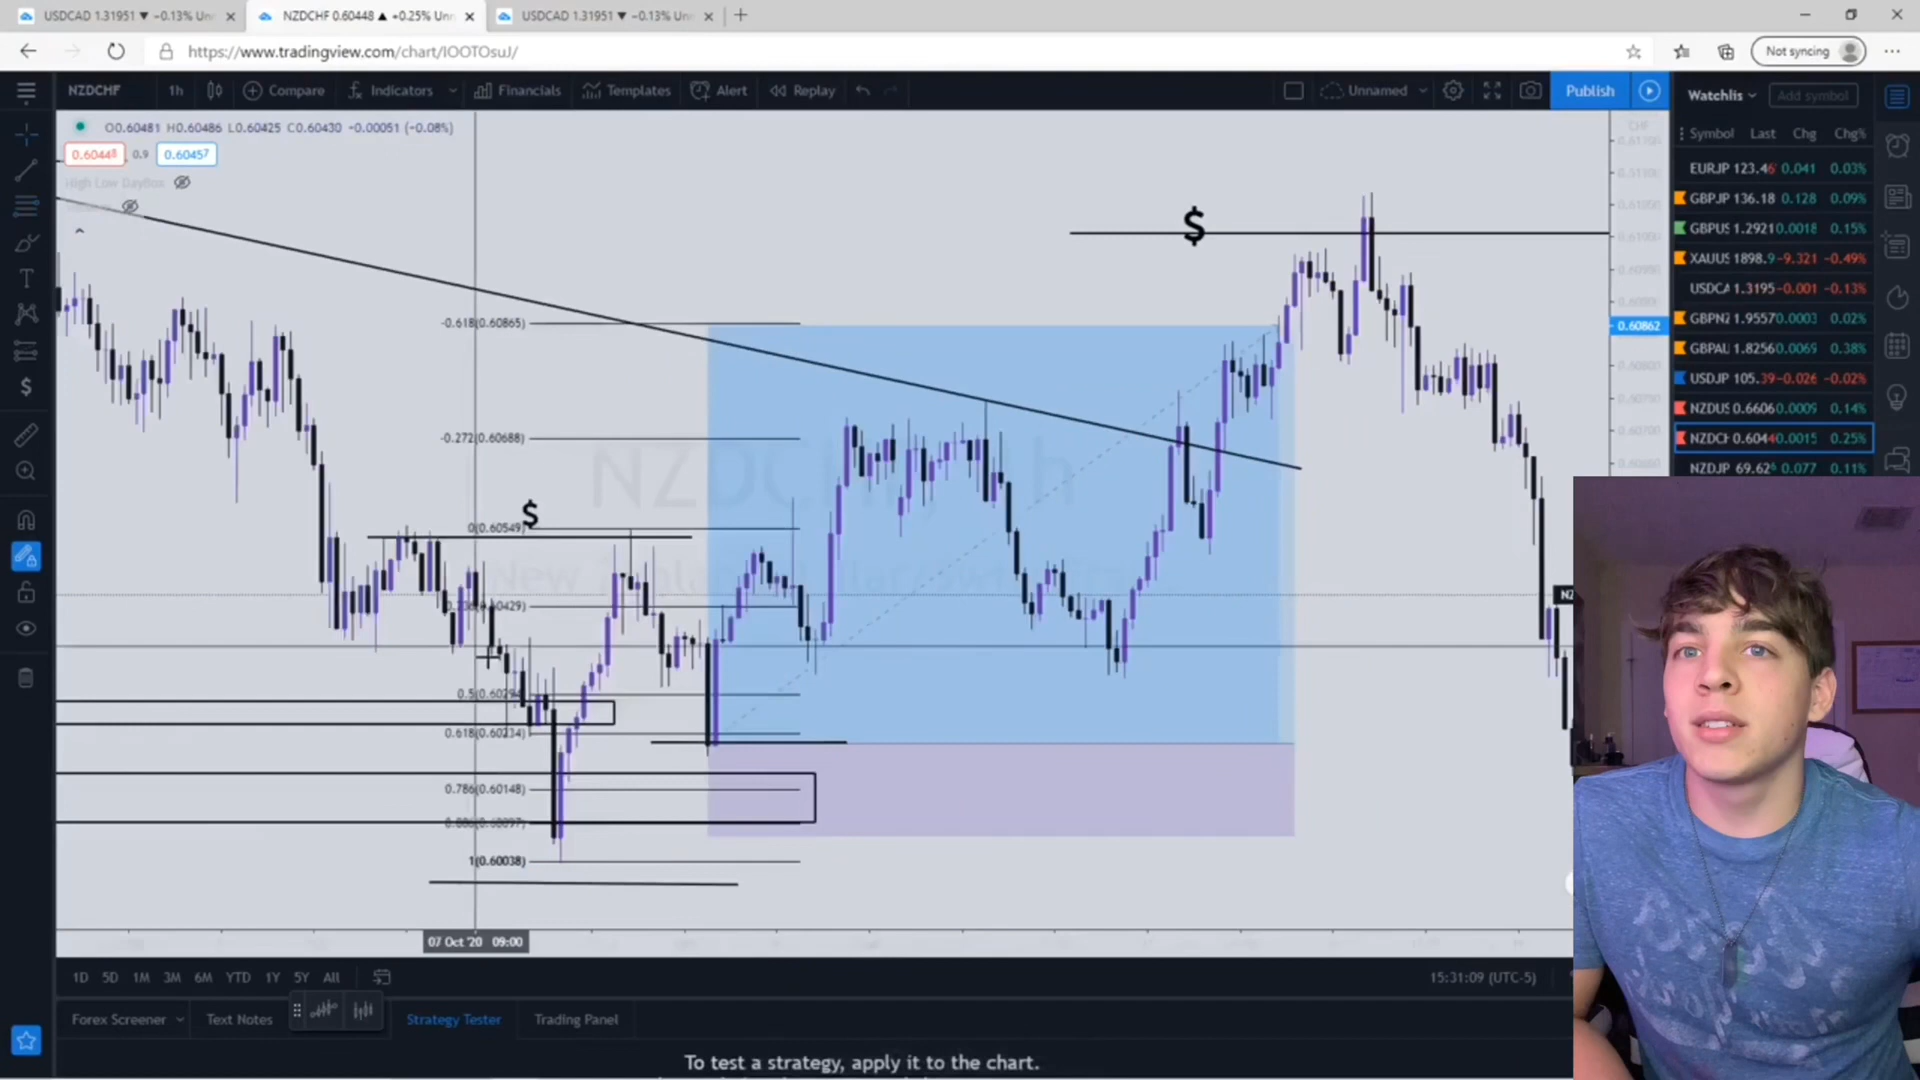 USDCAD 1.31951 ▼ −0.13% Un
NZDCHF 0.60448 ▲ +0.25% Un
USDCAD 1.31951 ▼ −0.13% Un
https://www.tradingview.com/chart/IOOTOsuJ/
Not syncing
NZDCHF
1h
Compare
Indicators
Financials
Templates
Alert
Replay
Unnamed
Publish
Watchlis
Add symbol
O0.60481 H0.60486 L0.60425 C0.60430 −0.00051 (−0.08%)
0.60448
0.9
0.60457
High Low DayBox
Symbol Last Chg Chg%
EURJP 123.46 0.041 0.03%
GBPJP 136.18 0.128 0.09%
GBPUS 1.2921 0.0018 0.15%
XAUUS 1898.9 -9.321 -0.49%
USDCA 1.3195 -0.001 -0.13%
GBPNZ 1.9557 0.0003 0.02%
GBPAU 1.8256 0.0069 0.38%
USDJP 105.39 -0.026 -0.02%
NZDUS 0.6606 0.0009 0.14%
NZDCH 0.6044 0.0015 0.25%
NZDJP 69.626 0.077 0.11%
CHF
0.60862
$
-0.618(0.60865)
-0.272(0.60688)
$
0(0.60549)
0.618(0.60234)
0.786(0.60148)
1(0.60038)
NZ
07 Oct '20 09:00
1D 5D 1M 3M 6M YTD 1Y 5Y All
15:31:09 (UTC-5)
Forex Screener
Text Notes
Strategy Tester
Trading Panel
To test a strategy, apply it to the chart.